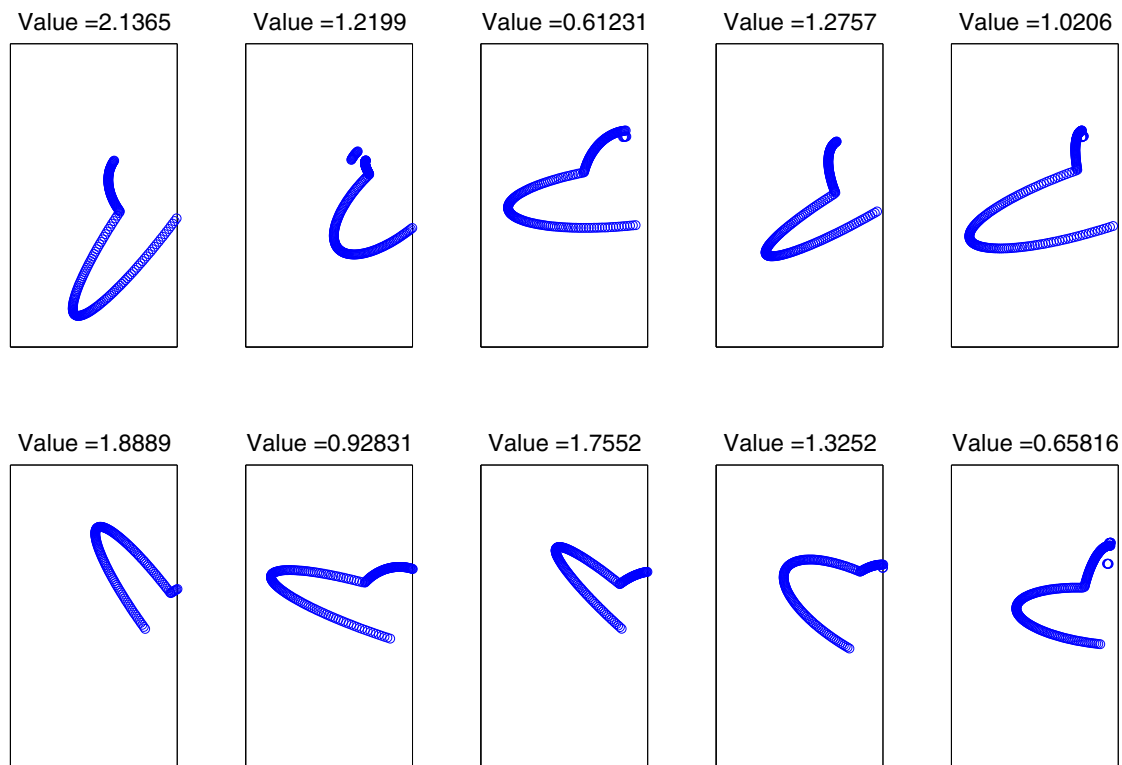 Value =2.1365 Value =1.2199 Value =0.61231 Value =1.2757 Value =1.0206
Value =1.8889 Value =0.92831 Value =1.7552 Value =1.3252 Value =0.65816